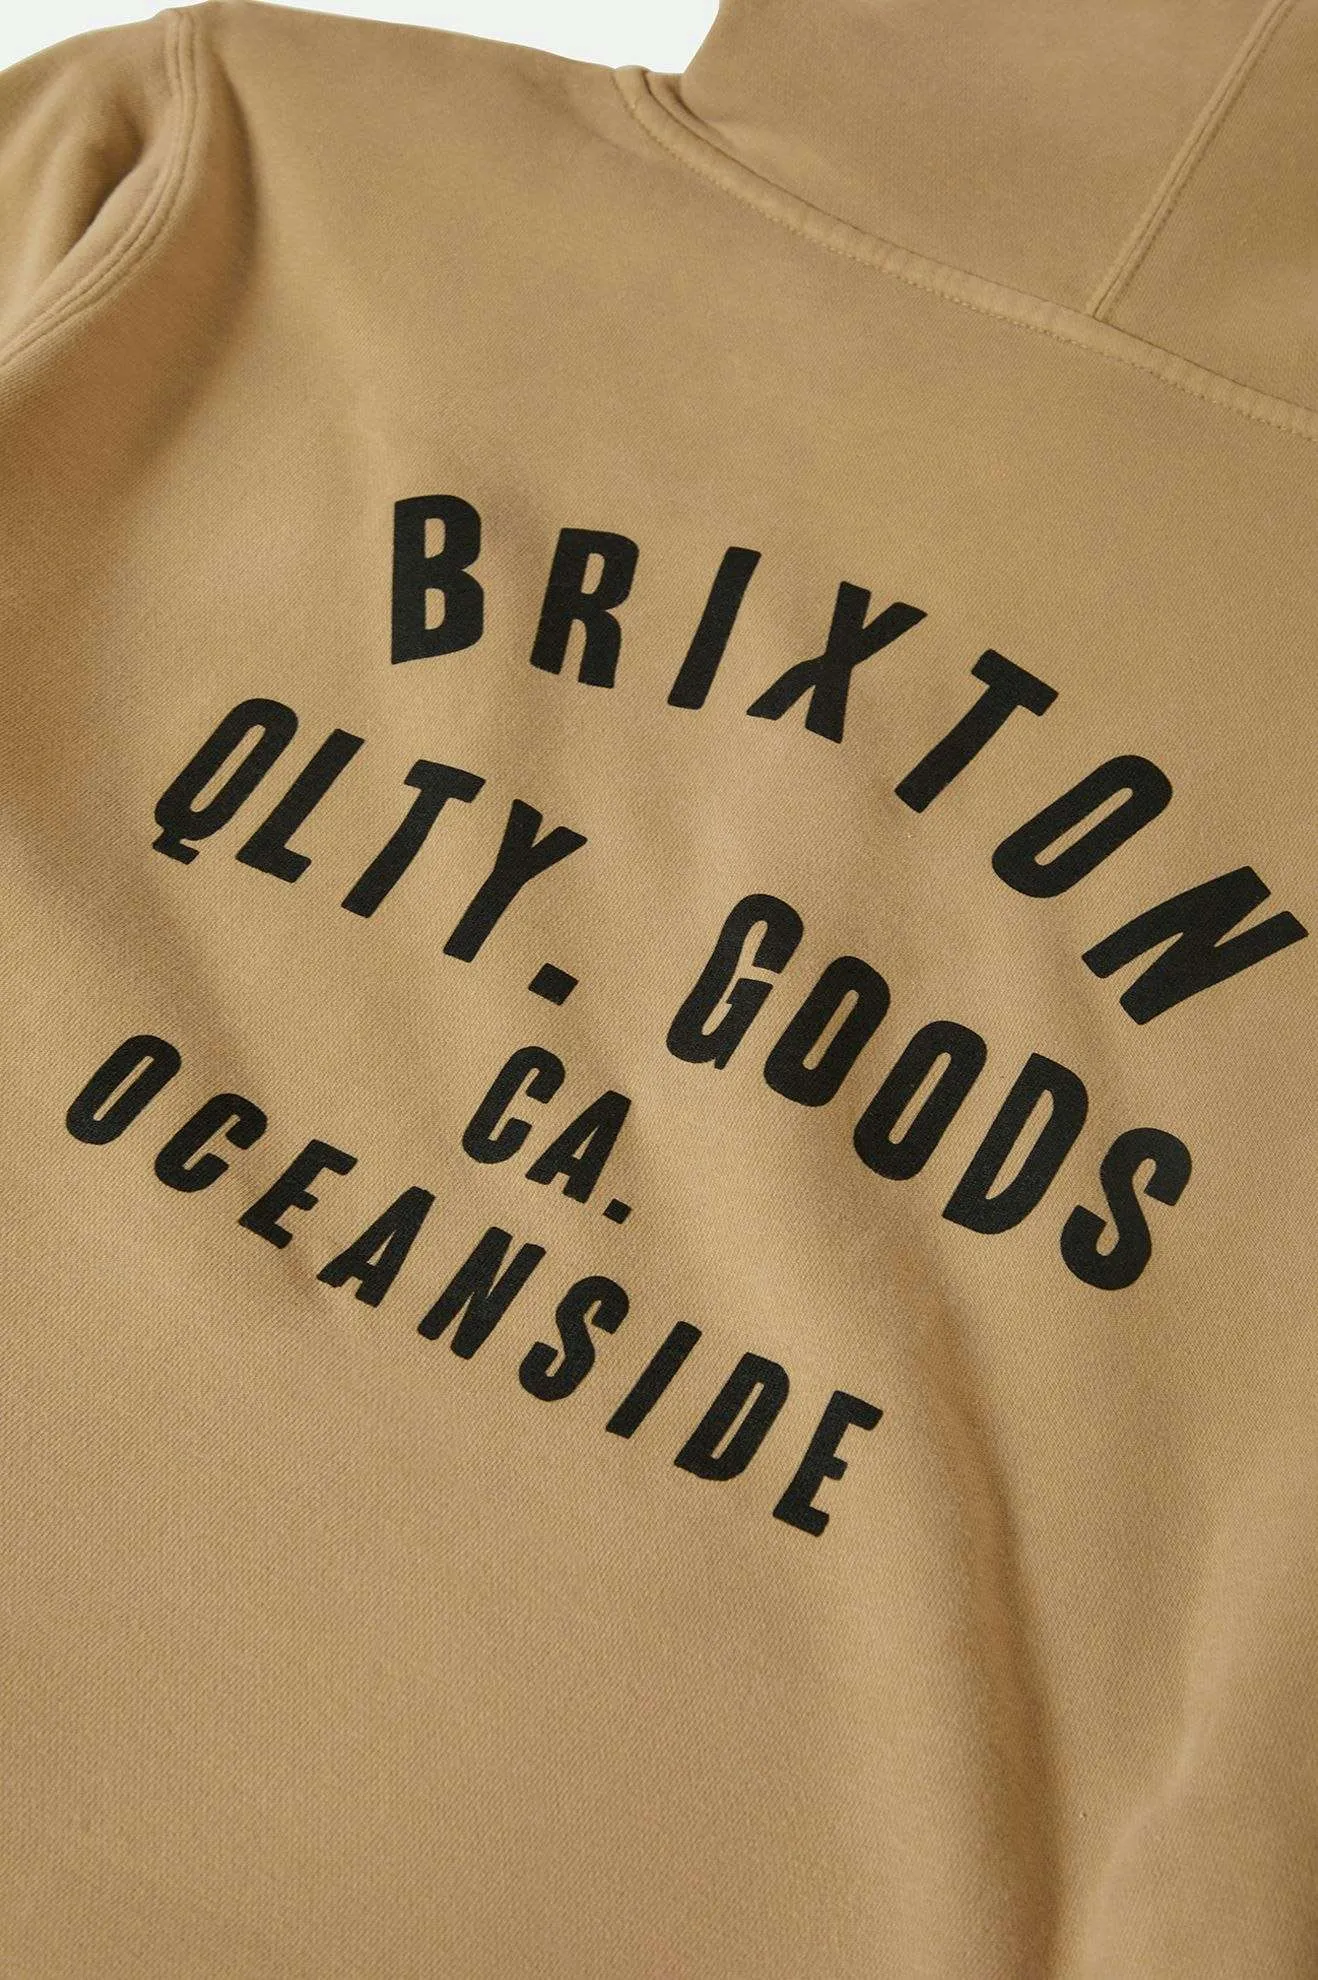 BRIXTON
QLTY. GOODS
CA.
OCEANSIDE